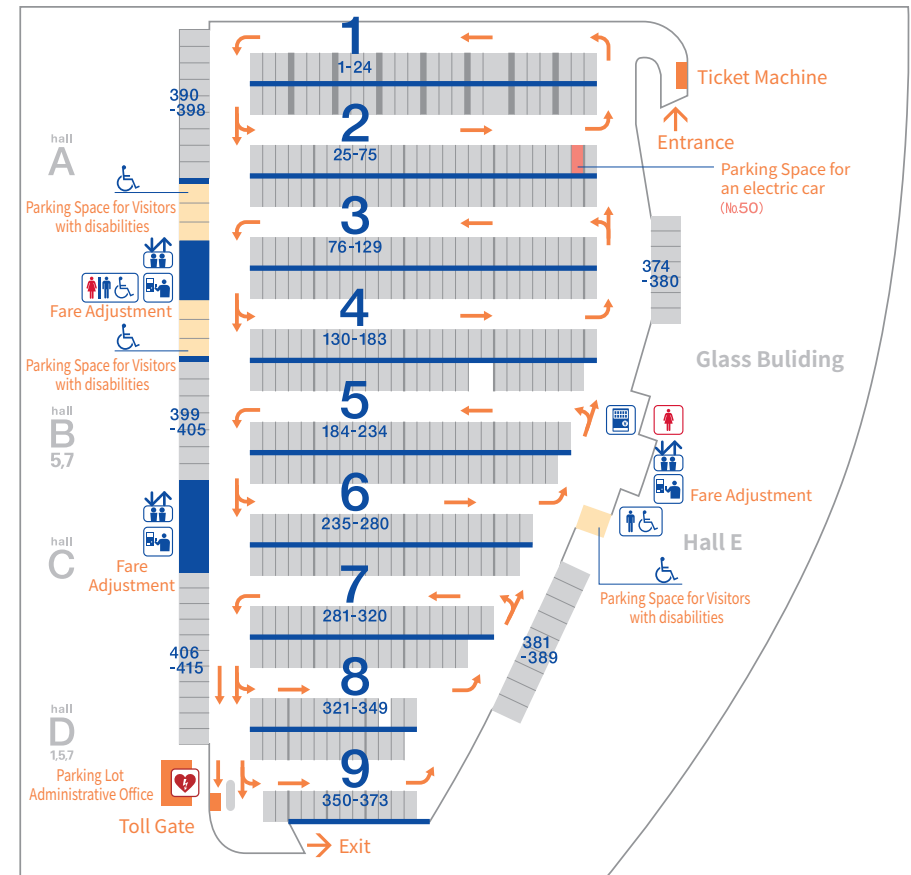 1
1-24
Ticket Machine
390
-398
2
25-75
Entrance
hall
A
Parking Space for
an electric car
(No.50)
Parking Space for Visitors
with disabilities
3
76-129
374
-380
Fare Adjustment
4
130-183
Parking Space for Visitors
with disabilities
Glass Buliding
5
184-234
hall
B
5,7
399
-405
6
235-280
Fare Adjustment
hall
C
Fare
Adjustment
Hall E
7
281-320
Parking Space for Visitors
with disabilities
381
-389
406
-415
8
321-349
hall
D
1,5,7
9
350-373
Parking Lot
Administrative Office
Toll Gate
Exit